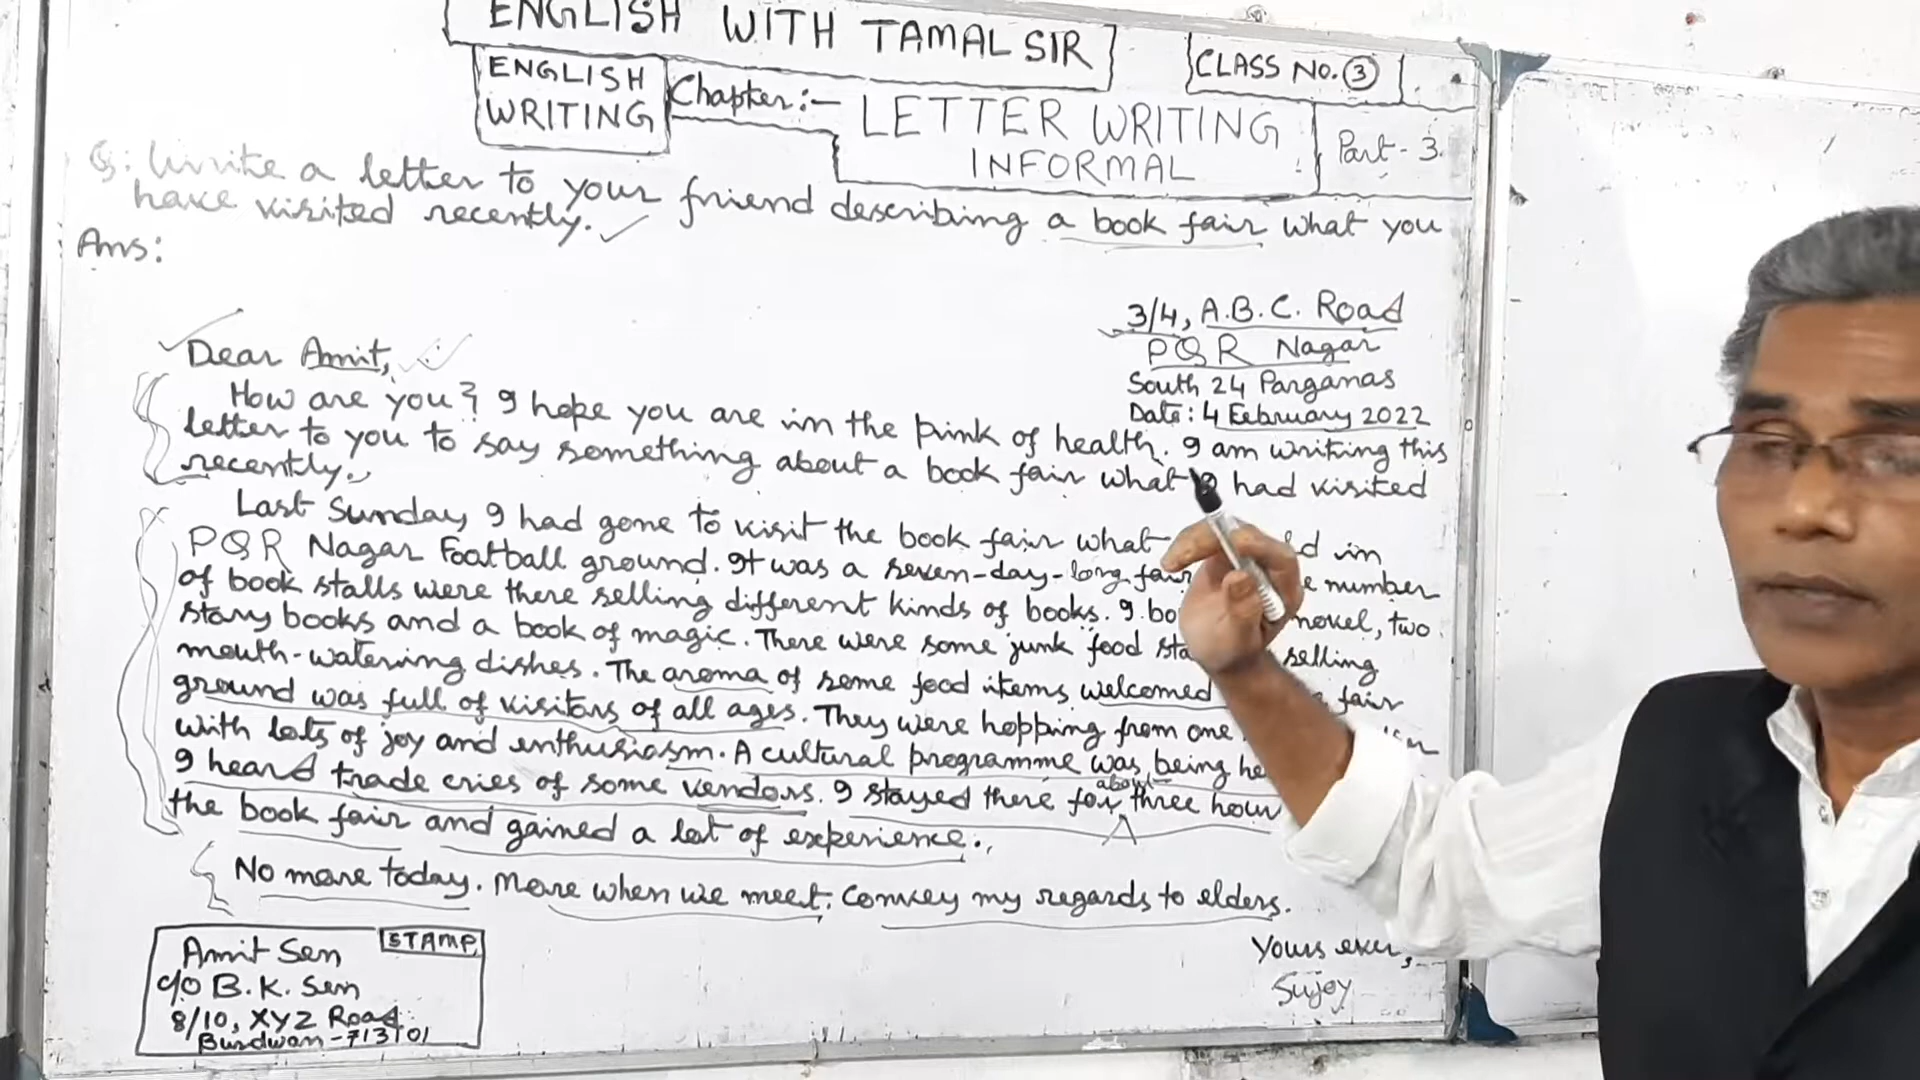 ENGLISH WITH TAMAL SIR
CLASS NO. 3
ENGLISH WRITING
Chapter:-
LETTER WRITING
INFORMAL
Part - 3.
Q: Write a letter to your friend describing a book fair what you
have visited recently.
Ans:
3/4, A.B.C. Road
PQR Nagar
South 24 Parganas
Date: 4 February 2022
Dear Amit,
How are you? I hope you are in the pink of health. I am writing this
letter to you to say something about a book fair what I had visited
recently.
Last Sunday I had gone to visit the book fair what in
PQR Nagar Football ground. It was a seven-day-long fair number
of book stalls were there selling different kinds of books. I novel, two
story books and a book of magic. There were some junk food selling
mouth-watering dishes. The aroma of some food items welcomed fair
ground was full of visitors of all ages. They were hopping from one
with lots of joy and enthusiasm. A cultural programme was being
I heard trade cries of some vendors. I stayed there for about three hour
the book fair and gained a lot of experience.
No more today. More when we meet. Convey my regards to elders.
Yours ever,
Sujoy
STAMP
Amit Sen
c/o B.K. Sen
8/10, XYZ Road
Burdwan-713101